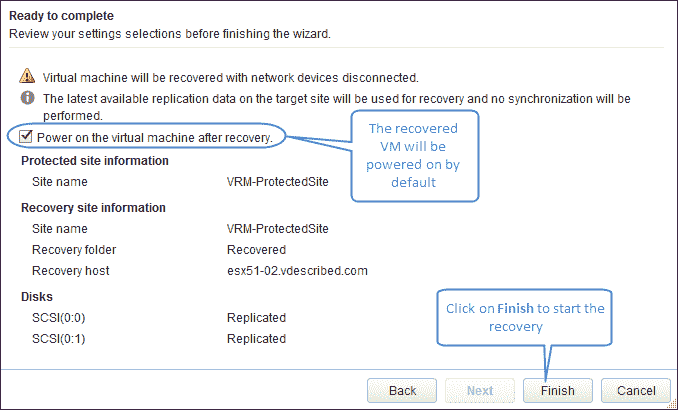 Ready to complete
Review your settings selections before finishing the wizard.
Virtual machine will be recovered with network devices disconnected.
The latest available replication data on the target site will be used for recovery and no synchronization will be
performed.
Power on the virtual machine after recovery.
The recovered
VM will be
powered on by
default
Protected site information
Site name VRM-ProtectedSite
Recovery site information
Site name VRM-ProtectedSite
Recovery folder Recovered
Recovery host esx51-02.vdescribed.com
Disks
SCSI(0:0) Replicated
SCSI(0:1) Replicated
Click on Finish to start the
recovery
Back Next Finish Cancel